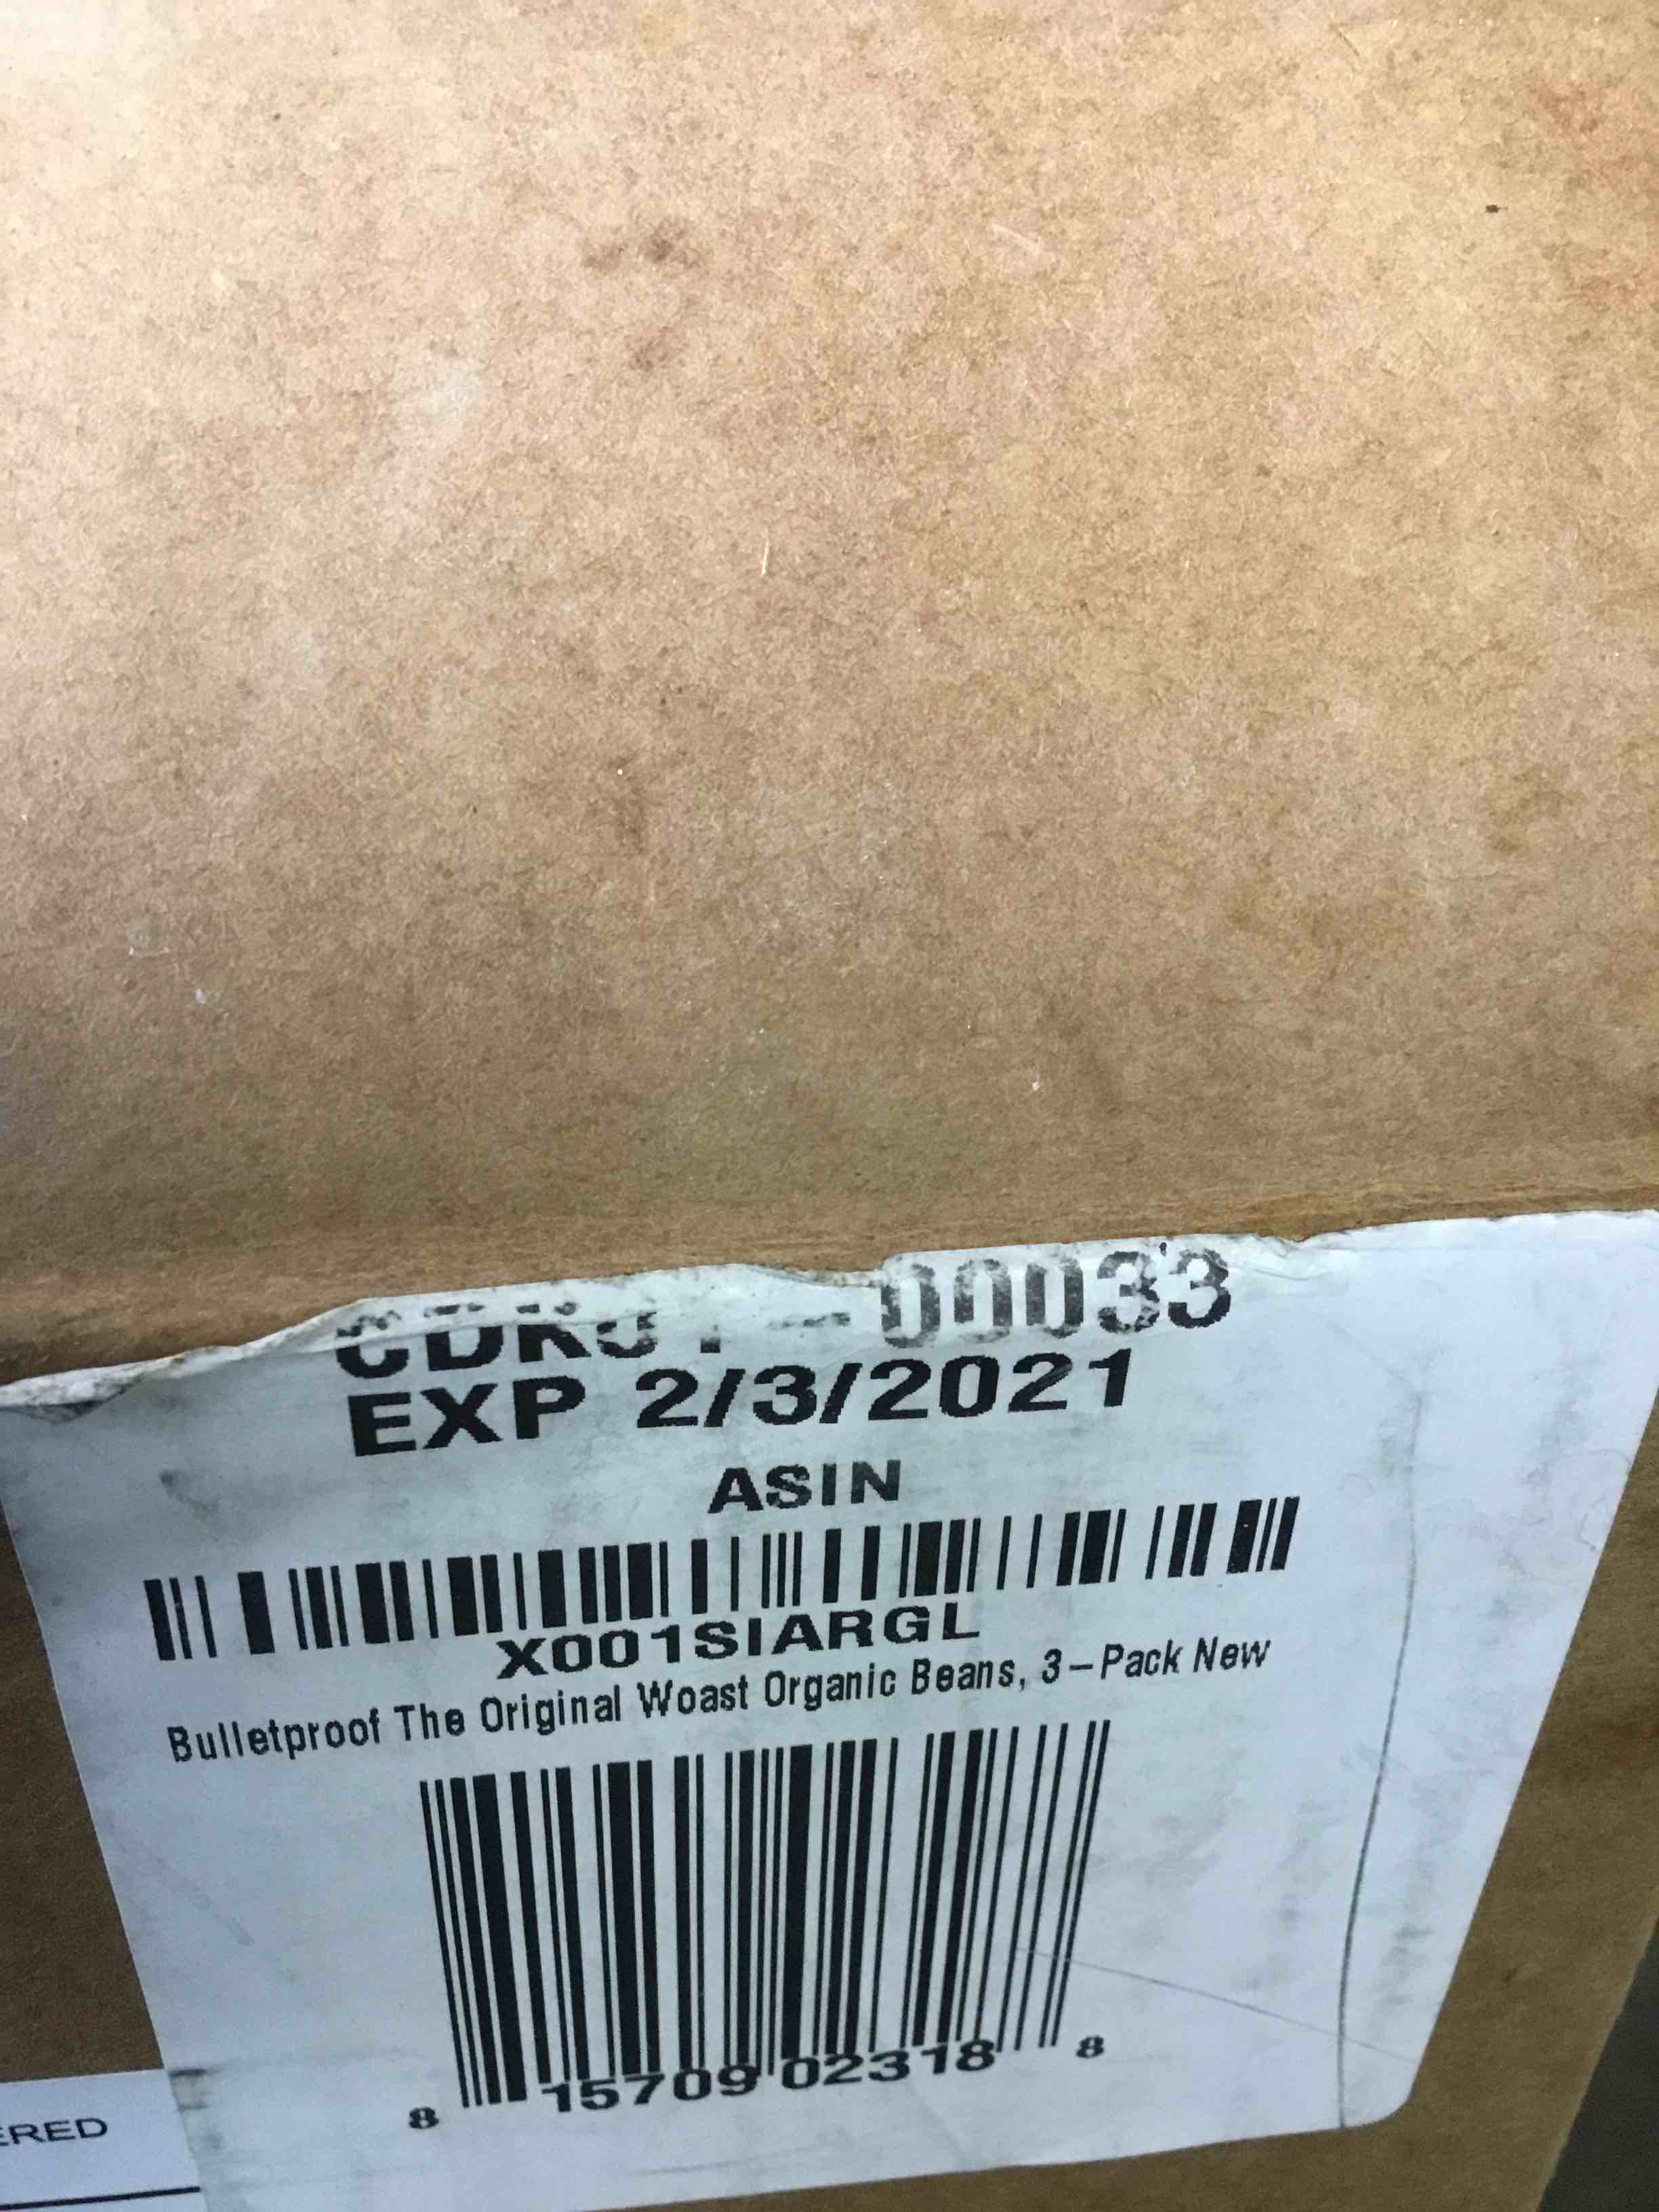 00033
EXP 2/3/2021
ASIN
X001SIARGL
Bulletproof The Original Woast Organic Beans, 3-Pack New
8 15709 02318 8
ERED